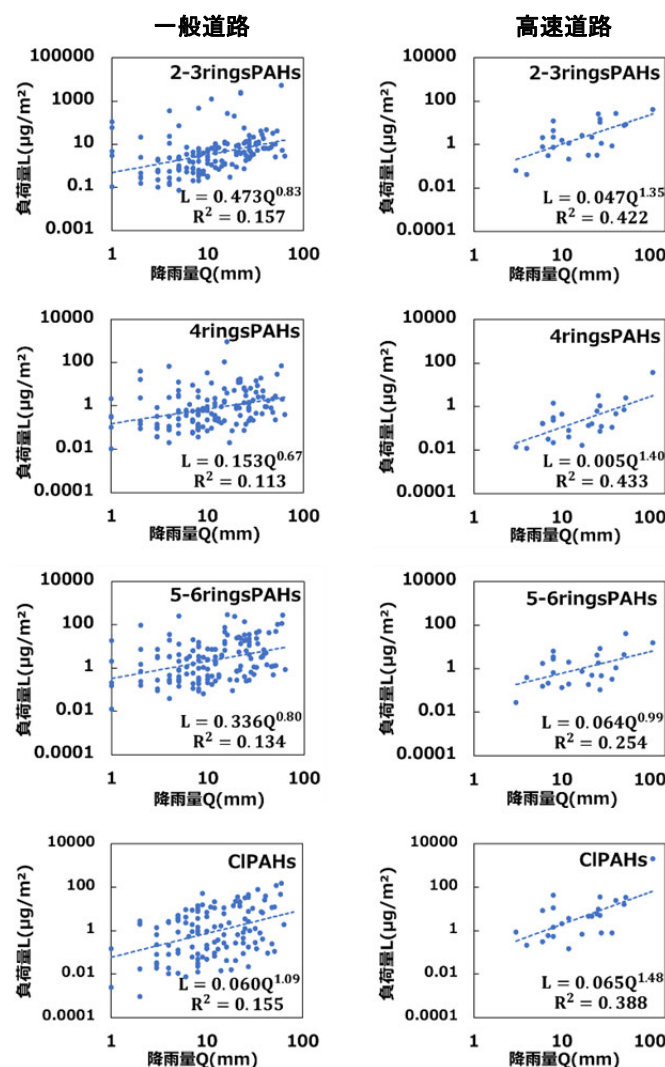 一般道路
高速道路
2-3ringsPAHs
100000
1000
10
0.1
0.001
負荷量L(μg/m²)
L = 0.473Q^0.83
R² = 0.157
1
10
100
降雨量Q(mm)
2-3ringsPAHs
10000
100
1
0.01
0.0001
負荷量L(μg/m²)
L = 0.047Q^1.35
R² = 0.422
1
10
100
降雨量Q(mm)
4ringsPAHs
10000
100
1
0.01
0.0001
負荷量L(μg/m²)
L = 0.153Q^0.67
R² = 0.113
1
10
100
降雨量Q(mm)
4ringsPAHs
10000
100
1
0.01
0.0001
負荷量L(μg/m²)
L = 0.005Q^1.40
R² = 0.433
1
10
100
降雨量Q(mm)
5-6ringsPAHs
10000
100
1
0.01
0.0001
負荷量L(μg/m²)
L = 0.336Q^0.80
R² = 0.134
1
10
100
降雨量Q(mm)
5-6ringsPAHs
10000
100
1
0.01
0.0001
負荷量L(μg/m²)
L = 0.064Q^0.99
R² = 0.254
1
10
100
降雨量Q(mm)
ClPAHs
10000
100
1
0.01
0.0001
負荷量L(μg/m²)
L = 0.060Q^1.09
R² = 0.155
1
10
100
降雨量Q(mm)
ClPAHs
10000
100
1
0.01
0.0001
負荷量L(μg/m²)
L = 0.065Q^1.48
R² = 0.388
1
10
100
降雨量Q(mm)